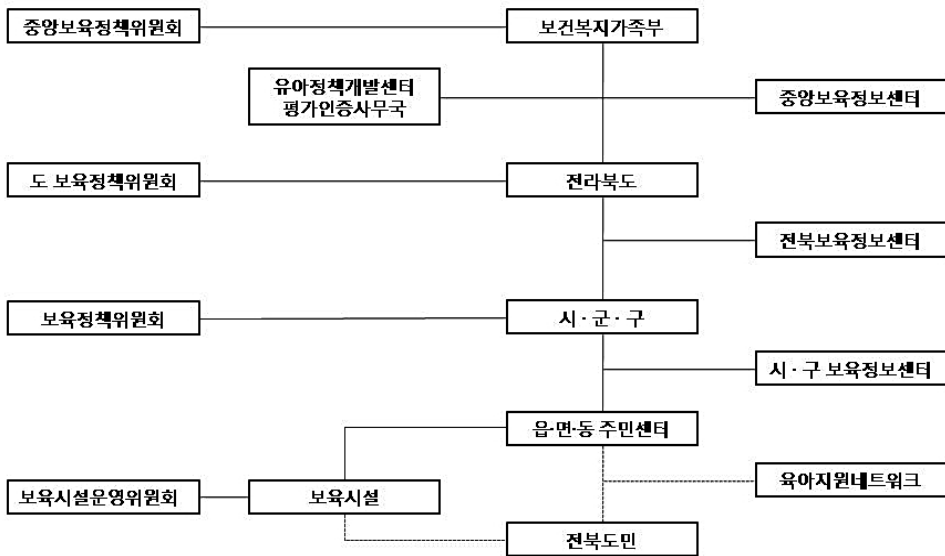 중앙보육정책위원회
보건복지가족부
유아정책개발센터
평가인증사무국
중앙보육정보센터
도 보육정책위원회
전라북도
전북보육정보센터
보육정책위원회
시 · 군 · 구
시 · 구 보육정보센터
읍·면·동 주민센터
육아지원네트워크
보육시설운영위원회
보육시설
전북도민